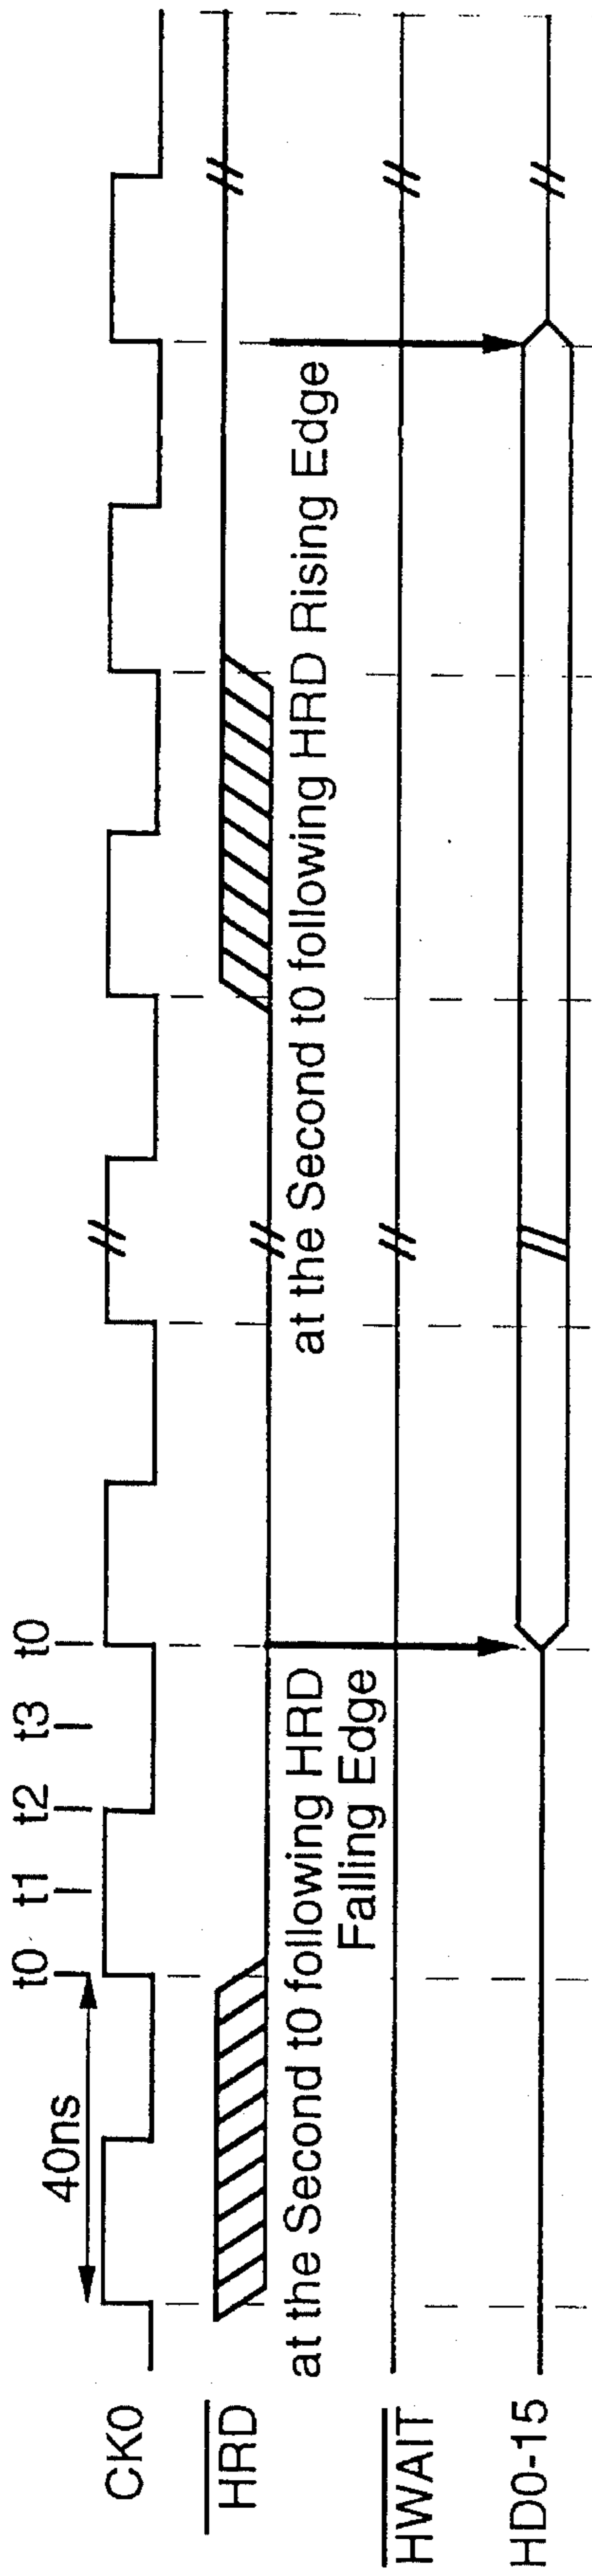 t0 t1 t2 t3 t0
40ns
CK0
HRD
at the Second t0 following HRD Rising Edge
at the Second t0 following HRD
Falling Edge
HWAIT
HD0-15